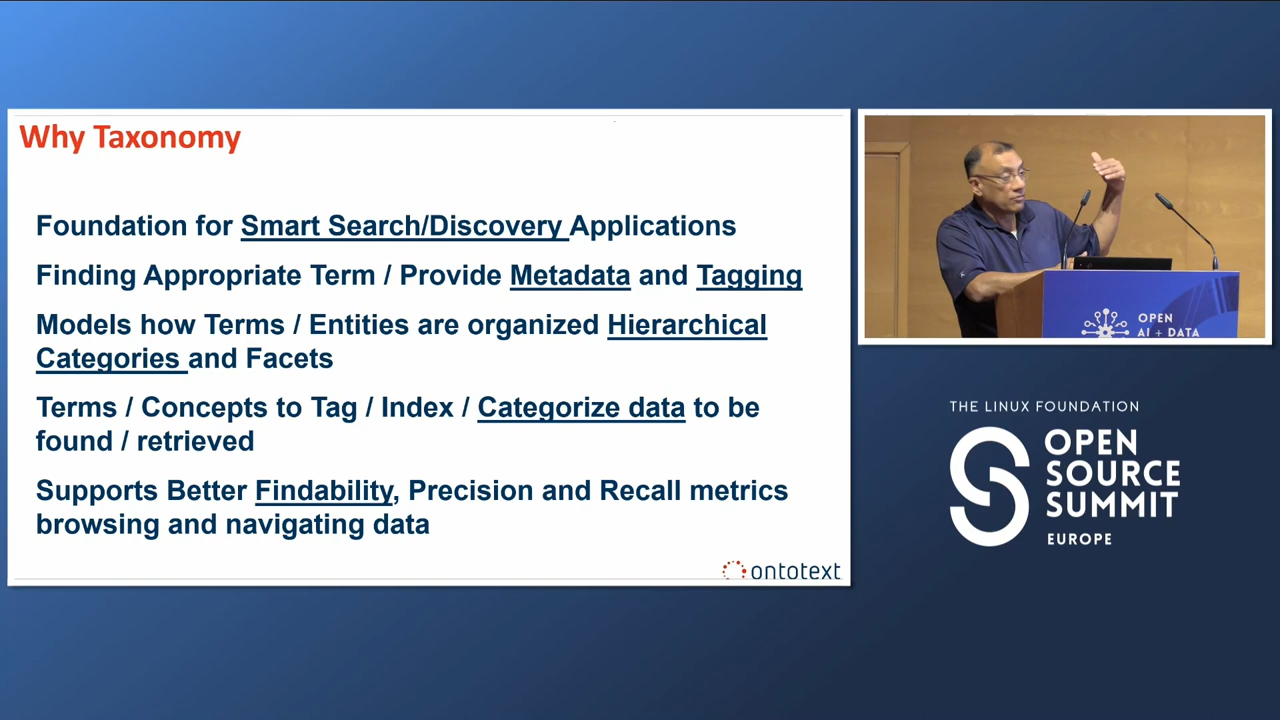 Why Taxonomy
Foundation for Smart Search/Discovery Applications
Finding Appropriate Term / Provide Metadata and Tagging
Models how Terms / Entities are organized Hierarchical
Categories and Facets
Terms / Concepts to Tag / Index / Categorize data to be
found / retrieved
Supports Better Findability, Precision and Recall metrics
browsing and navigating data
ontotext
OPEN
AI + DATA
THE LINUX FOUNDATION
OPEN
SOURCE
SUMMIT
EUROPE